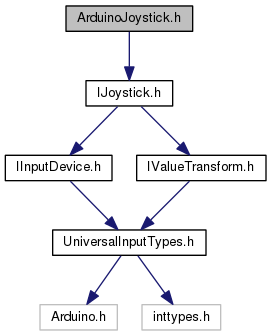 ArduinoJoystick.h
IJoystick.h
IInputDevice.h
IValueTransform.h
UniversalInputTypes.h
Arduino.h
inttypes.h